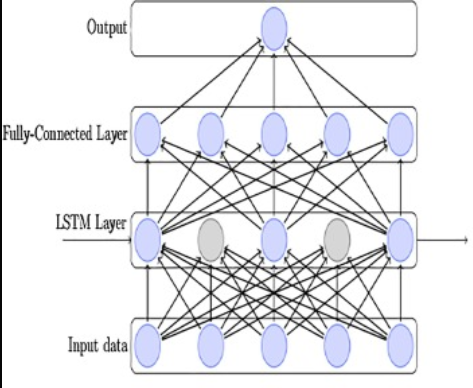 Output
Fully-Connected Layer
LSTM Layer
Input data